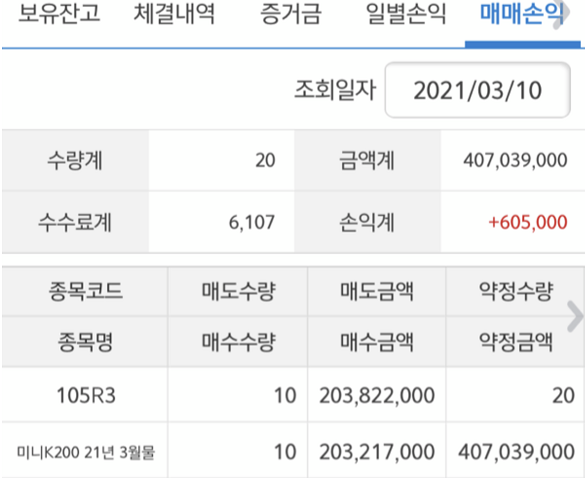 보유잔고 체결내역 증거금 일별손익 매매손익
조회일자 2021/03/10
수량계 20 금액계 407,039,000
수수료계 6,107 손익계 +605,000
종목코드 매도수량 매도금액 약정수량
종목명 매수수량 매수금액 약정금액
105R3 10 203,822,000 20
미니K200 21년 3월물 10 203,217,000 407,039,000